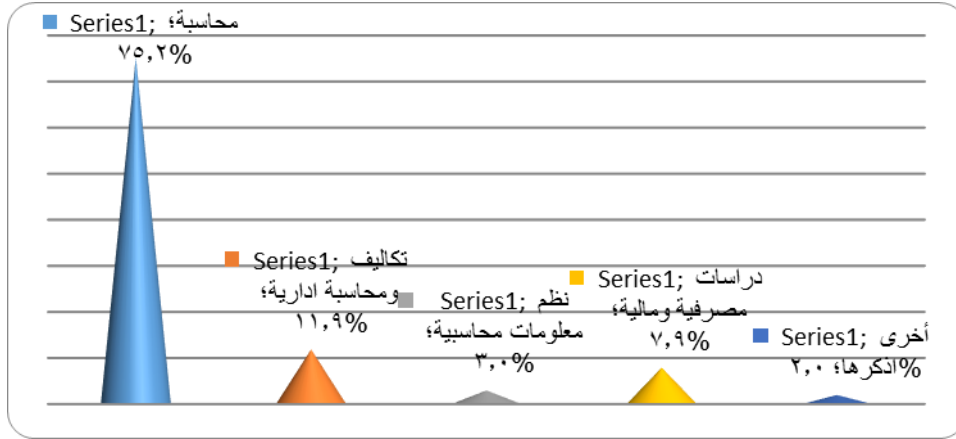 Series1; محاسبة؛
٧٥,٢%
Series1; تكاليف
ومحاسبة ادارية؛
١١,٩%
Series1; نظم
معلومات محاسبية؛
٣,٠%
Series1; دراسات
مصرفية ومالية؛
٧,٩%
Series1; أخرى
اذكرها؛ ٢,٠%